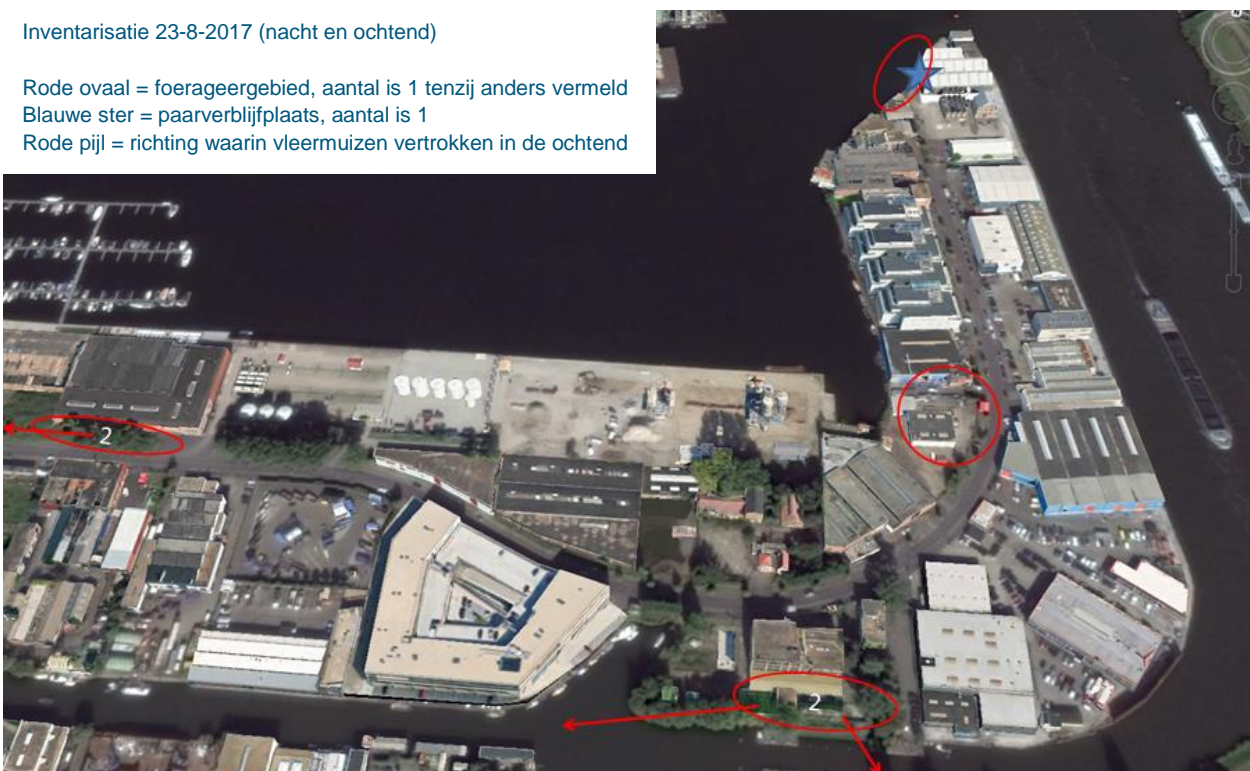 Inventarisatie 23-8-2017 (nacht en ochtend)
Rode ovaal = foerageergebied, aantal is 1 tenzij anders vermeld
Blauwe ster = paarverblijfplaats, aantal is 1
Rode pijl = richting waarin vleermuizen vertrokken in de ochtend
2
2